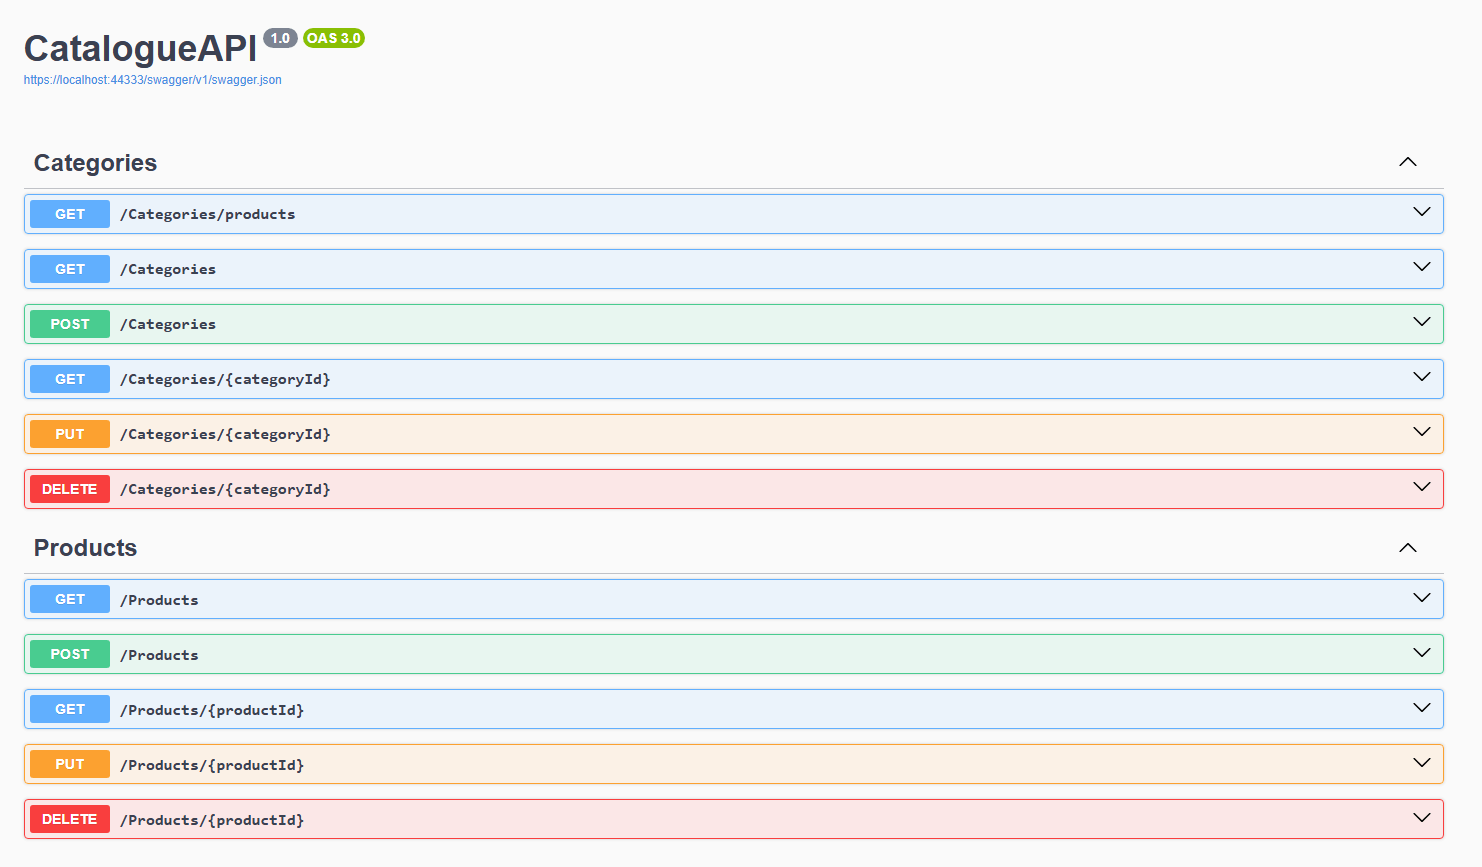 CatalogueAPI 1.0 OAS 3.0
https://localhost:44333/swagger/v1/swagger.json
Categories
GET /Categories/products
GET /Categories
POST /Categories
GET /Categories/{categoryId}
PUT /Categories/{categoryId}
DELETE /Categories/{categoryId}
Products
GET /Products
POST /Products
GET /Products/{productId}
PUT /Products/{productId}
DELETE /Products/{productId}